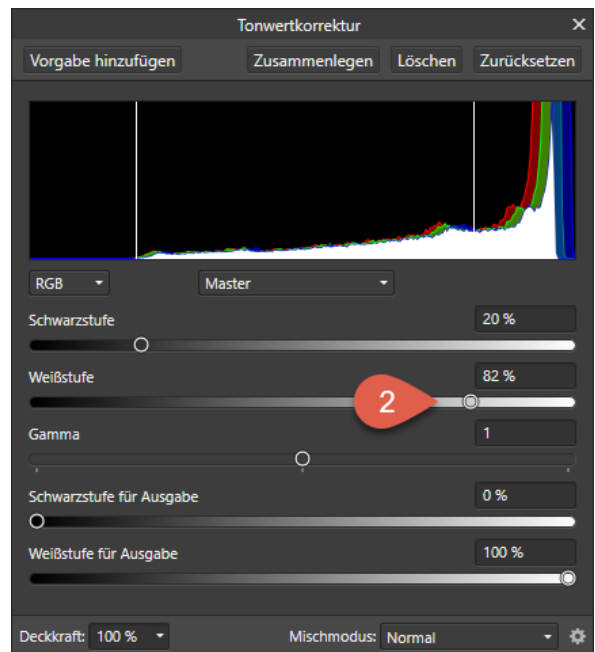 Tonwertkorrektur
Vorgabe hinzufügen Zusammenlegen Löschen Zurücksetzen
RGB Master
Schwarzstufe 20 %
Weißstufe 82 %
2
Gamma 1
Schwarzstufe für Ausgabe 0 %
Weißstufe für Ausgabe 100 %
Deckkraft: 100 % Mischmodus: Normal